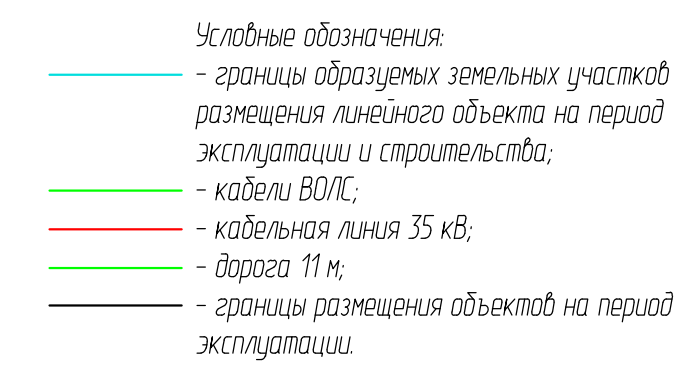 Условные обозначения:
- границы образуемых земельных участков
размещения линейного объекта на период
эксплуатации и строительства;
- кабели ВОЛС;
- кабельная линия 35 кВ;
- дорога 11 м;
- границы размещения объектов на период
эксплуатации.